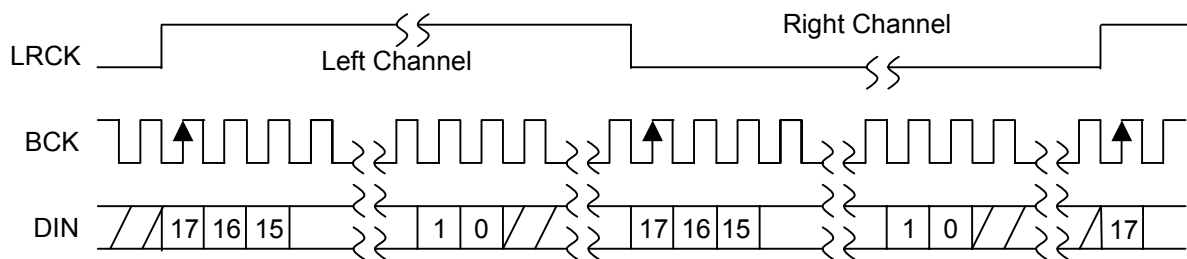 Right Channel
LRCK
Left Channel
BCK
DIN 17 16 15 1 0 17 16 15 1 0 17